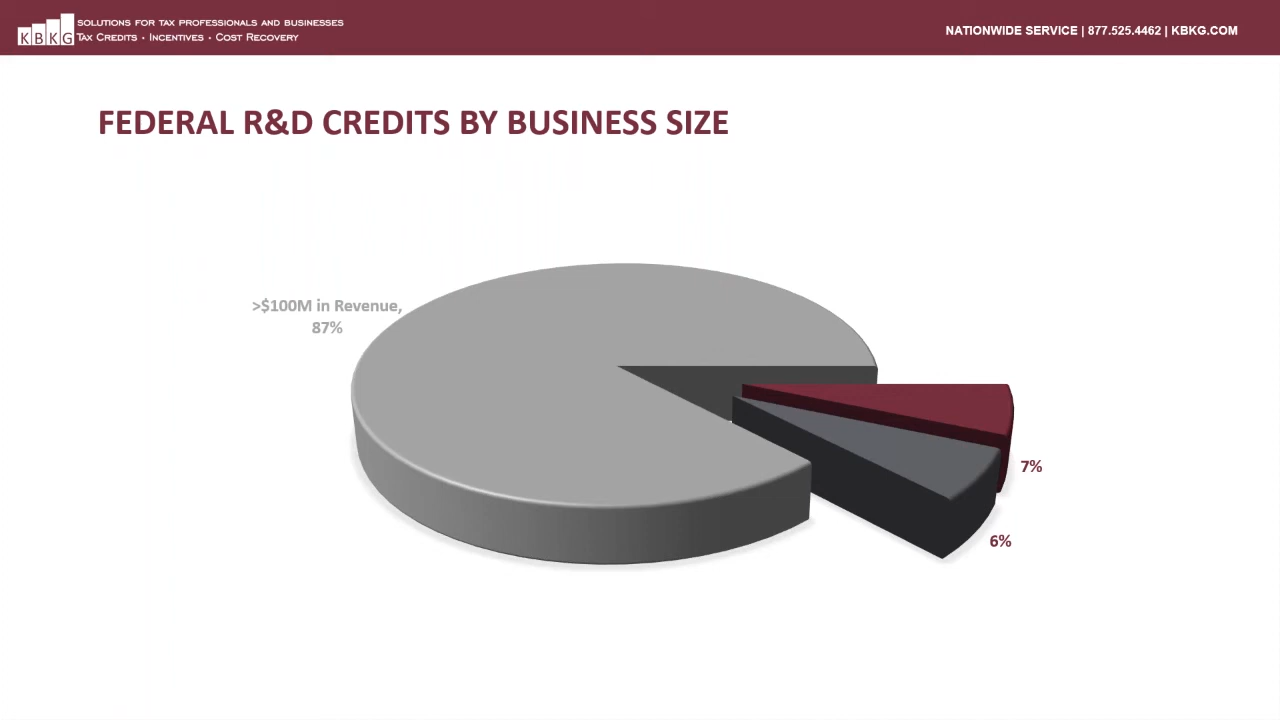 KBKG
SOLUTIONS FOR TAX PROFESSIONALS AND BUSINESSES
TAX CREDITS · INCENTIVES · COST RECOVERY
NATIONWIDE SERVICE | 877.525.4462 | KBKG.COM
FEDERAL R&D CREDITS BY BUSINESS SIZE
>$100M in Revenue,
87%
7%
6%